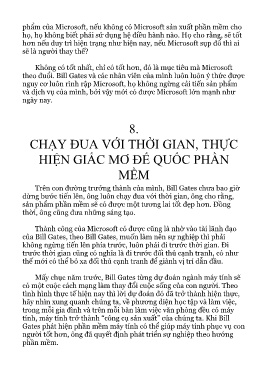 phẩm của Microsoft, nếu không có Microsoft sản xuất phần mềm cho
họ, họ không biết phải sử dụng hệ điều hành nào. Họ cho rằng, sẽ tốt
hơn nếu duy trì hiện trạng như hiện nay, nếu Microsoft sụp đổ thì ai
sẽ là người thay thế?
Không có tốt nhất, chỉ có tốt hơn, đó là mục tiêu mà Microsoft
theo đuổi. Bill Gates và các nhân viên của mình luôn luôn ý thức được
nguy cơ luôn rình rập Microsoft, họ không ngừng cải tiến sản phẩm
và dịch vụ của mình, bởi vậy mới có được Microsoft lớn mạnh như
ngày nay.
8.
CHẠY ĐUA VỚI THỜI GIAN, THỰC
HIỆN GIẤC MƠ ĐẾ QUỐC PHẦN
MỀM
Trên con đường trưởng thành của mình, Bill Gates chưa bao giờ
dừng bước tiến lên, ông luôn chạy đua với thời gian, ông cho rằng,
sản phẩm phần mềm sẽ có được một tương lai tốt đẹp hơn. Đồng
thời, ông cũng đưa những sáng tạo.
Thành công của Microsoft có được cũng là nhờ vào tài lãnh đạo
của Bill Gates, theo Bill Gates, muốn làm nên sự nghiệp thì phải
không ngừng tiến lên phía trước, luôn phải đi trước thời gian. Đi
trước thời gian cũng có nghĩa là đi trước đối thủ cạnh tranh, có như
thế mới có thể bỏ xa đối thủ cạnh tranh để giành vị trí dẫn đầu.
Mấy chục năm trước, Bill Gates từng dự đoán ngành máy tính sẽ
có một cuộc cách mạng làm thay đổi cuộc sống của con người. Theo
tình hình thực tế hiện nay thì lời dự đoán đó đã trở thành hiện thực,
hãy nhìn xung quanh chúng ta, về phương diện học tập và làm việc,
trong mỗi gia đình và trên mỗi bàn làm việc văn phòng đều có máy
tính, máy tính trở thành “công cụ sản xuất” của chúng ta. Khi Bill
Gates phát hiện phần mềm máy tính có thể giúp máy tính phục vụ con
người tốt hơn, ông đã quyết định phát triển sự nghiệp theo hướng
phần mềm.